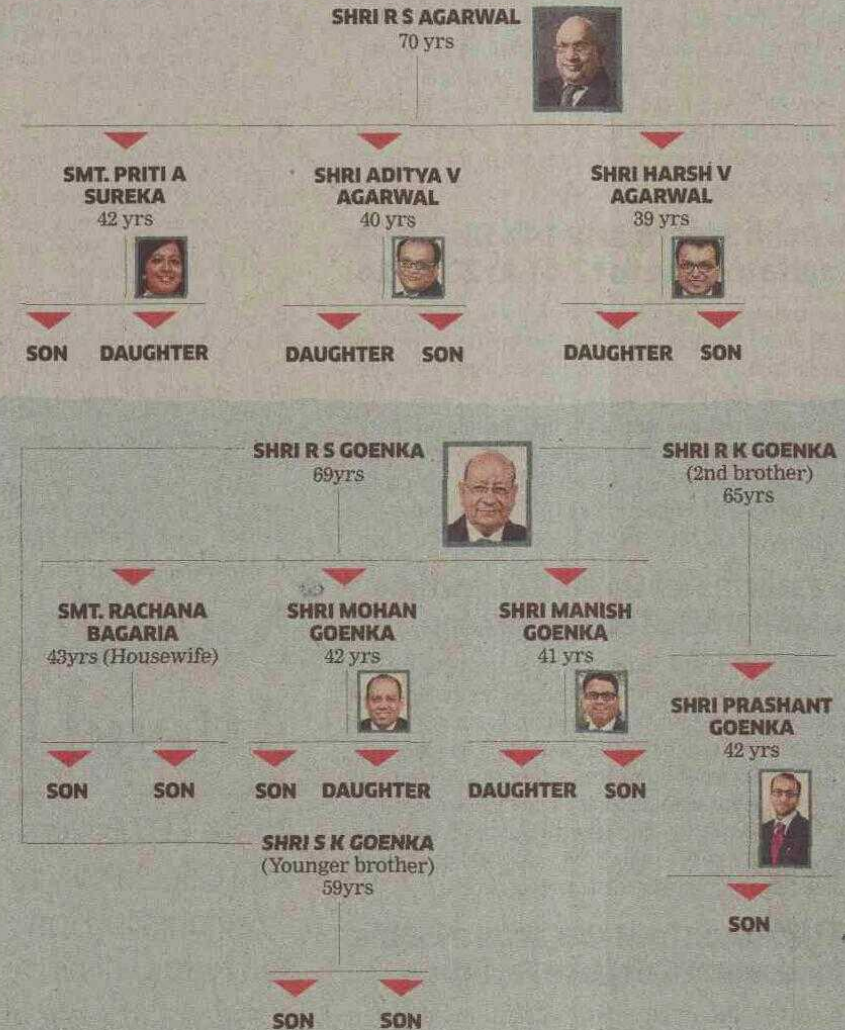 SHRI R S AGARWAL
70 yrs
SMT. PRITI A
SUREKA
42 yrs
SHRI ADITYA V
AGARWAL
40 yrs
SHRI HARSH V
AGARWAL
39 yrs
SON
DAUGHTER
DAUGHTER
SON
DAUGHTER
SON
SHRI R S GOENKA
69yrs
SHRI R K GOENKA
(2nd brother)
65yrs
SMT. RACHANA
BAGARIA
43yrs (Housewife)
SHRI MOHAN
GOENKA
42 yrs
SHRI MANISH
GOENKA
41 yrs
SHRI PRASHANT
GOENKA
42 yrs
SON
SON
SON
DAUGHTER
DAUGHTER
SON
SHRI S K GOENKA
(Younger brother)
59yrs
SON
SON
SON